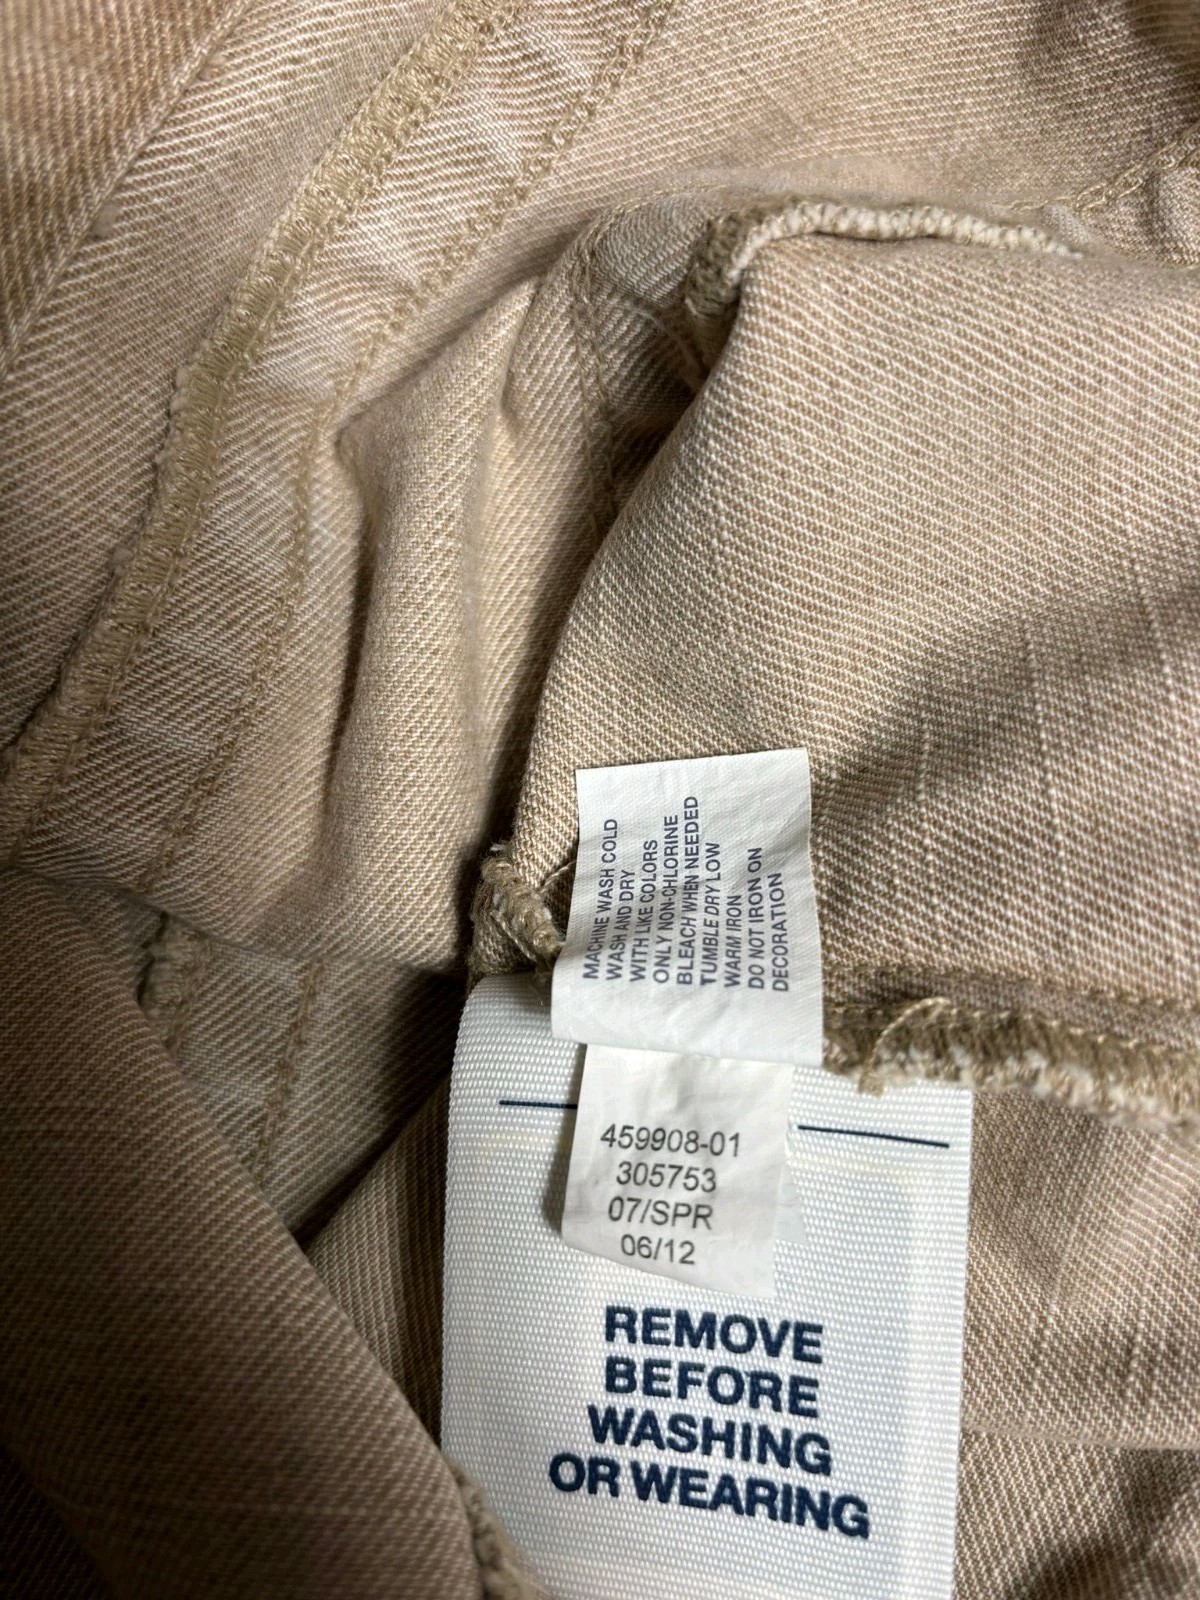 MACHINE WASH COLD
WASH AND DRY
WITH LIKE COLORS
ONLY NON-CHLORINE
BLEACH WHEN NEEDED
TUMBLE DRY LOW
WARM IRON
DO NOT IRON ON
DECORATION
459908-01
305753
07/SPR
06/12
REMOVE
BEFORE
WASHING
OR WEARING